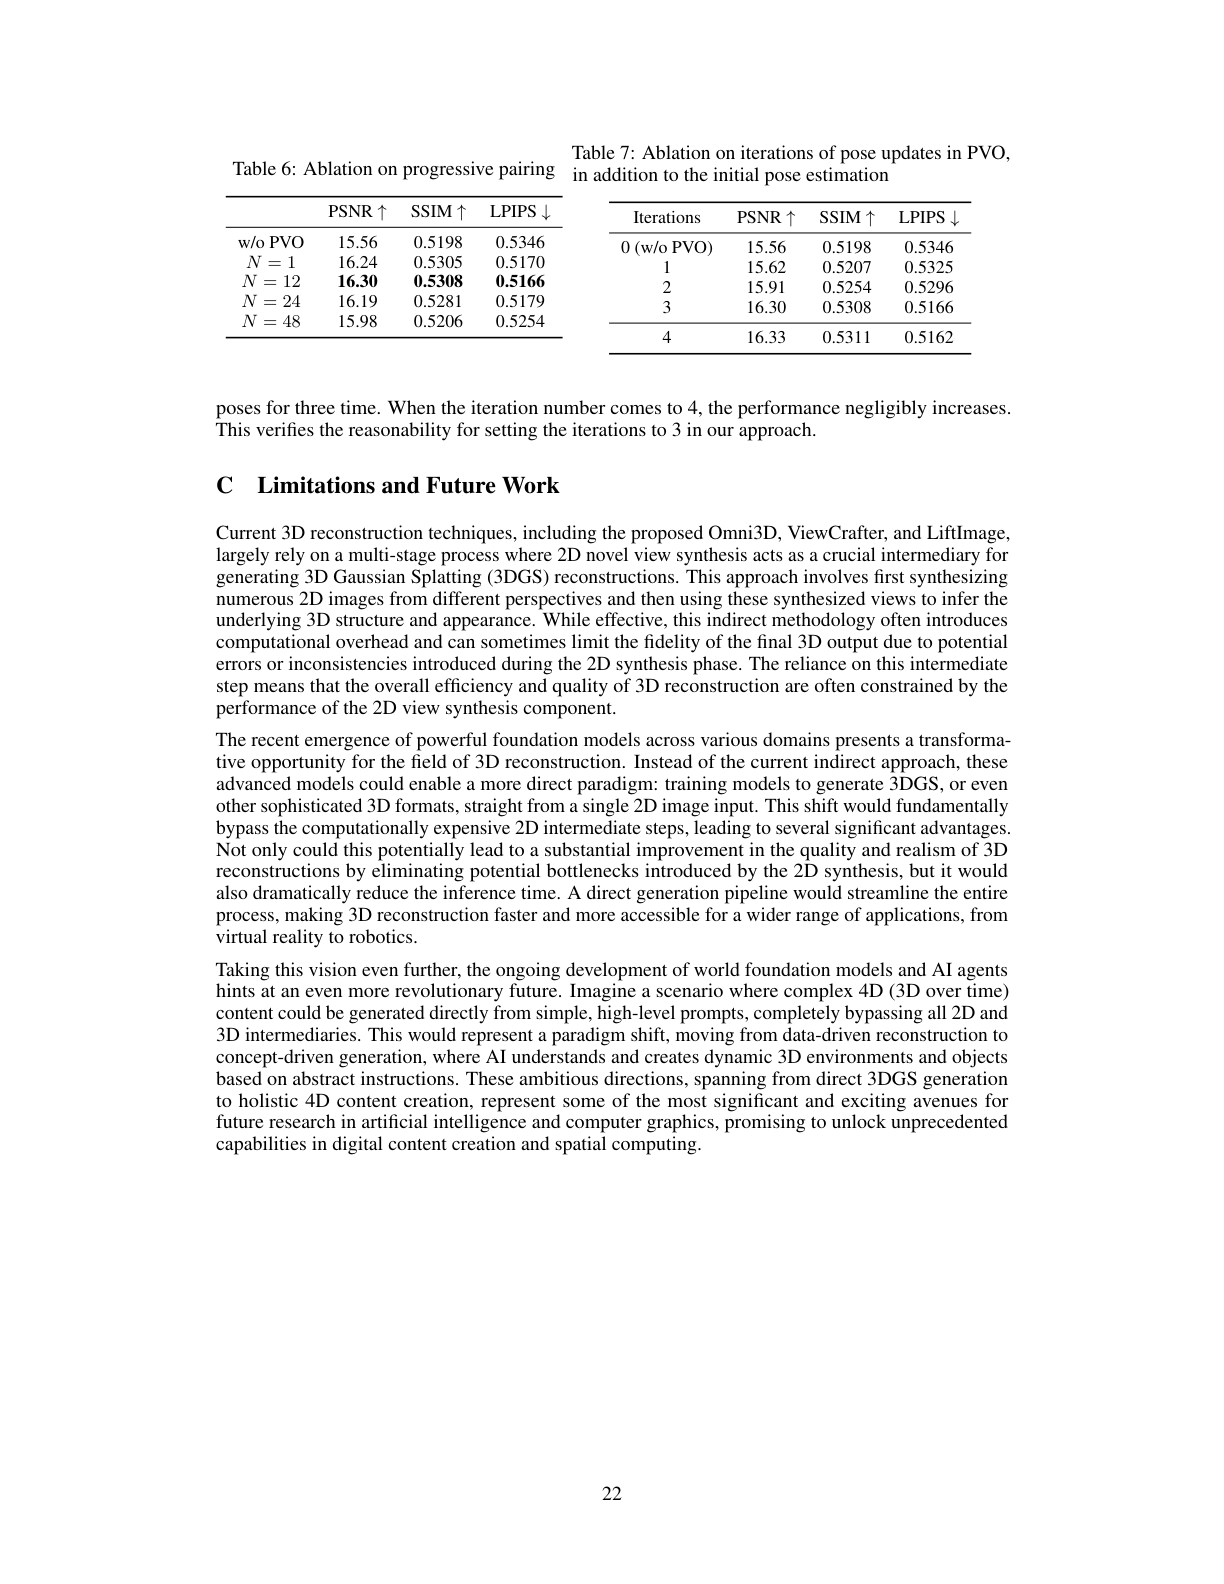 Table 6: Ablation on progressive pairing
PSNR ↑ SSIM ↑ LPIPS ↓
w/o PVO 15.56 0.5198 0.5346
N = 1 16.24 0.5305 0.5170
N = 12 16.30 0.5308 0.5166
N = 24 16.19 0.5281 0.5179
N = 48 15.98 0.5206 0.5254
Table 7: Ablation on iterations of pose updates in PVO,
in addition to the initial pose estimation
Iterations PSNR ↑ SSIM ↑ LPIPS ↓
0 (w/o PVO) 15.56 0.5198 0.5346
1 15.62 0.5207 0.5325
2 15.91 0.5254 0.5296
3 16.30 0.5308 0.5166
4 16.33 0.5311 0.5162
poses for three time. When the iteration number comes to 4, the performance negligibly increases.
This verifies the reasonability for setting the iterations to 3 in our approach.
C Limitations and Future Work
Current 3D reconstruction techniques, including the proposed Omni3D, ViewCrafter, and LiftImage,
largely rely on a multi-stage process where 2D novel view synthesis acts as a crucial intermediary for
generating 3D Gaussian Splatting (3DGS) reconstructions. This approach involves first synthesizing
numerous 2D images from different perspectives and then using these synthesized views to infer the
underlying 3D structure and appearance. While effective, this indirect methodology often introduces
computational overhead and can sometimes limit the fidelity of the final 3D output due to potential
errors or inconsistencies introduced during the 2D synthesis phase. The reliance on this intermediate
step means that the overall efficiency and quality of 3D reconstruction are often constrained by the
performance of the 2D view synthesis component.
The recent emergence of powerful foundation models across various domains presents a transforma-
tive opportunity for the field of 3D reconstruction. Instead of the current indirect approach, these
advanced models could enable a more direct paradigm: training models to generate 3DGS, or even
other sophisticated 3D formats, straight from a single 2D image input. This shift would fundamentally
bypass the computationally expensive 2D intermediate steps, leading to several significant advantages.
Not only could this potentially lead to a substantial improvement in the quality and realism of 3D
reconstructions by eliminating potential bottlenecks introduced by the 2D synthesis, but it would
also dramatically reduce the inference time. A direct generation pipeline would streamline the entire
process, making 3D reconstruction faster and more accessible for a wider range of applications, from
virtual reality to robotics.
Taking this vision even further, the ongoing development of world foundation models and AI agents
hints at an even more revolutionary future. Imagine a scenario where complex 4D (3D over time)
content could be generated directly from simple, high-level prompts, completely bypassing all 2D and
3D intermediaries. This would represent a paradigm shift, moving from data-driven reconstruction to
concept-driven generation, where AI understands and creates dynamic 3D environments and objects
based on abstract instructions. These ambitious directions, spanning from direct 3DGS generation
to holistic 4D content creation, represent some of the most significant and exciting avenues for
future research in artificial intelligence and computer graphics, promising to unlock unprecedented
capabilities in digital content creation and spatial computing.
22